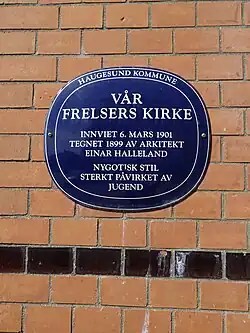 HAUGESUND KOMMUNE
VÅR
FRELSERS KIRKE
INNVIET 6. MARS 1901
TEGNET 1899 AV ARKITEKT
EINAR HALLELAND
NYGOTISK STIL
STERKT PÅVIRKET AV
JUGEND